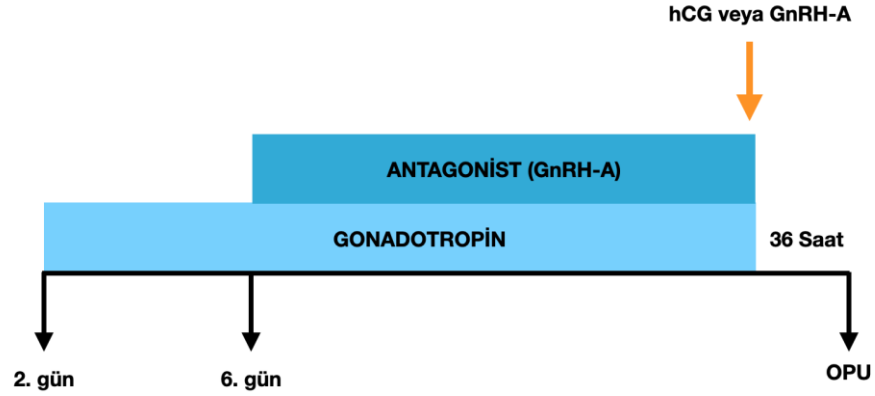 hCG veya GnRH-A
ANTAGONİST (GnRH-A)
GONADOTROPİN
36 Saat
2. gün
6. gün
OPU